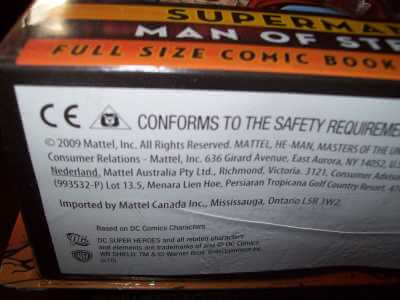 SUPERMA
MAN OF ST
FULL SIZE COMIC BOOK
CE CONFORMS TO THE SAFETY REQUIREME
© 2009 Mattel, Inc. All Rights Reserved. MATTEL, HE-MAN, MASTERS OF THE UN
Consumer Relations - Mattel, Inc. 636 Girard Avenue, East Aurora, NY 14052, U.S
Nederland. Mattel Australia Pty Ltd., Richmond, Victoria. 3121. Consumer Advisor
(993532-P) Lot 13.5, Menara Lien Hoe, Persiaran Tropicana Golf Country Resort, 47
Imported by Mattel Canada Inc., Mississauga, Ontario L5R 3W2.
Based on DC Comics Characters
DC SUPER HEROES and all related characters
and elements are trademarks of and © DC Comics
WB SHIELD: TM & © Warner Bros. Entertainment Inc.